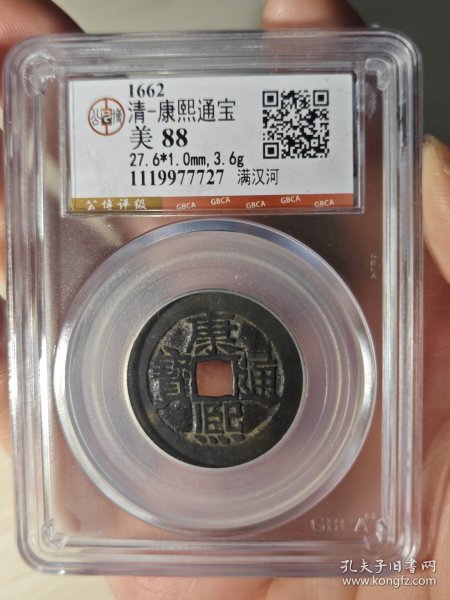 1662
清-康熙通宝
美 88
27.6*1.0mm,3.6g
1119977727 满汉河
公博评级 GBCA GBCA GBCA GBCA
GBCA
康熙通寳
GBCA
孔夫子旧书网
www.kongfz.com